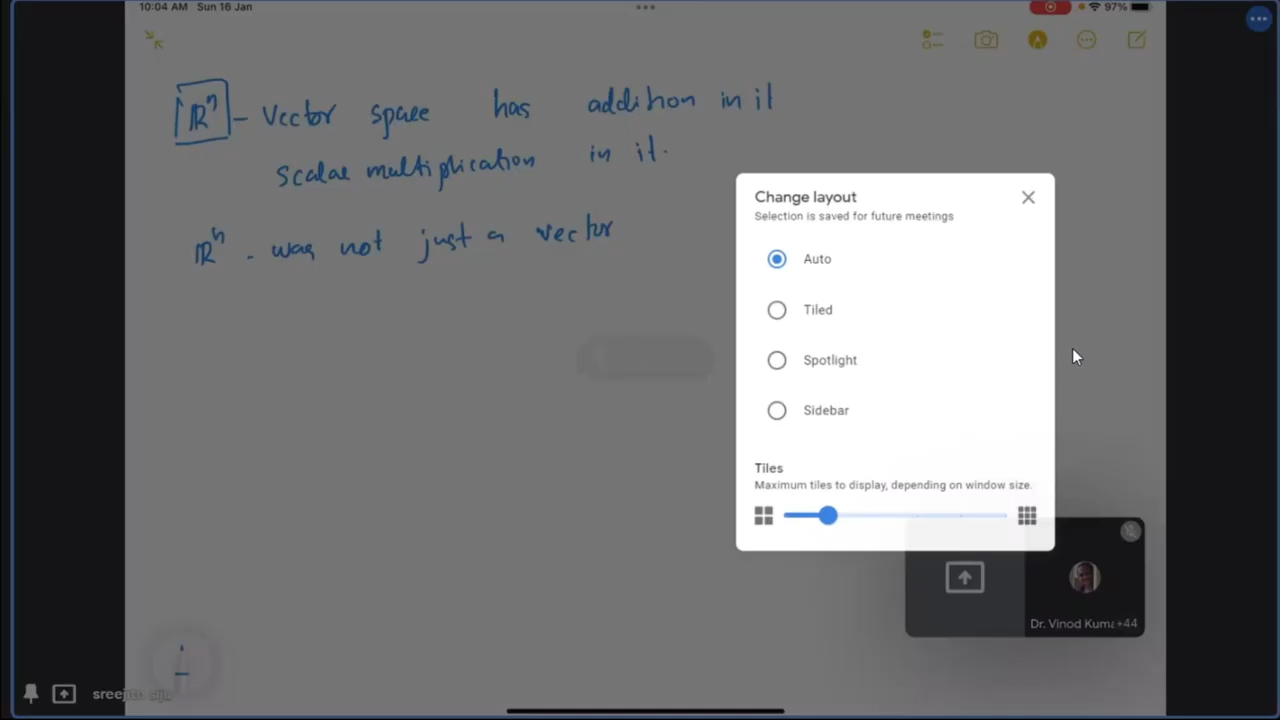 10:04 AM Sun 16 Jan
97%
ℝⁿ - Vector space has addition in it
Scalar multiplication in it.
ℝⁿ - was not just a vector
Change layout
Selection is saved for future meetings
Auto
Tiled
Spotlight
Sidebar
Tiles
Maximum tiles to display, depending on window size.
Dr. Vinod Kuma +44